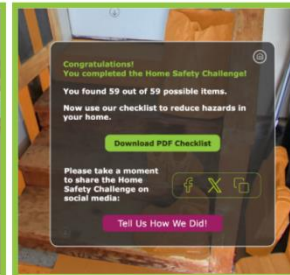 Congratulations!
You completed the Home Safety Challenge!
You found 59 out of 59 possible items.
Now use our checklist to reduce hazards in
your home.
Download PDF Checklist
Please take a moment
to share the Home
Safety Challenge on
social media:
Tell Us How We Did!